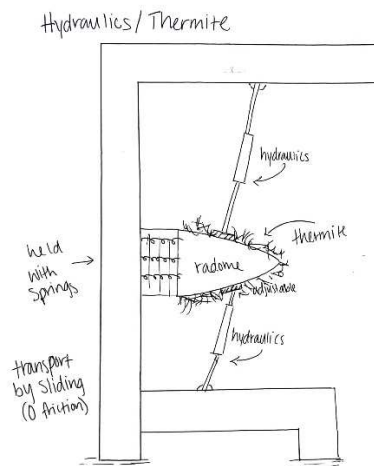 Hydraulics/Thermite
hydraulics
thermite
held
with
springs
radome
adjustable
hydraulics
transport
by sliding
(0 friction)